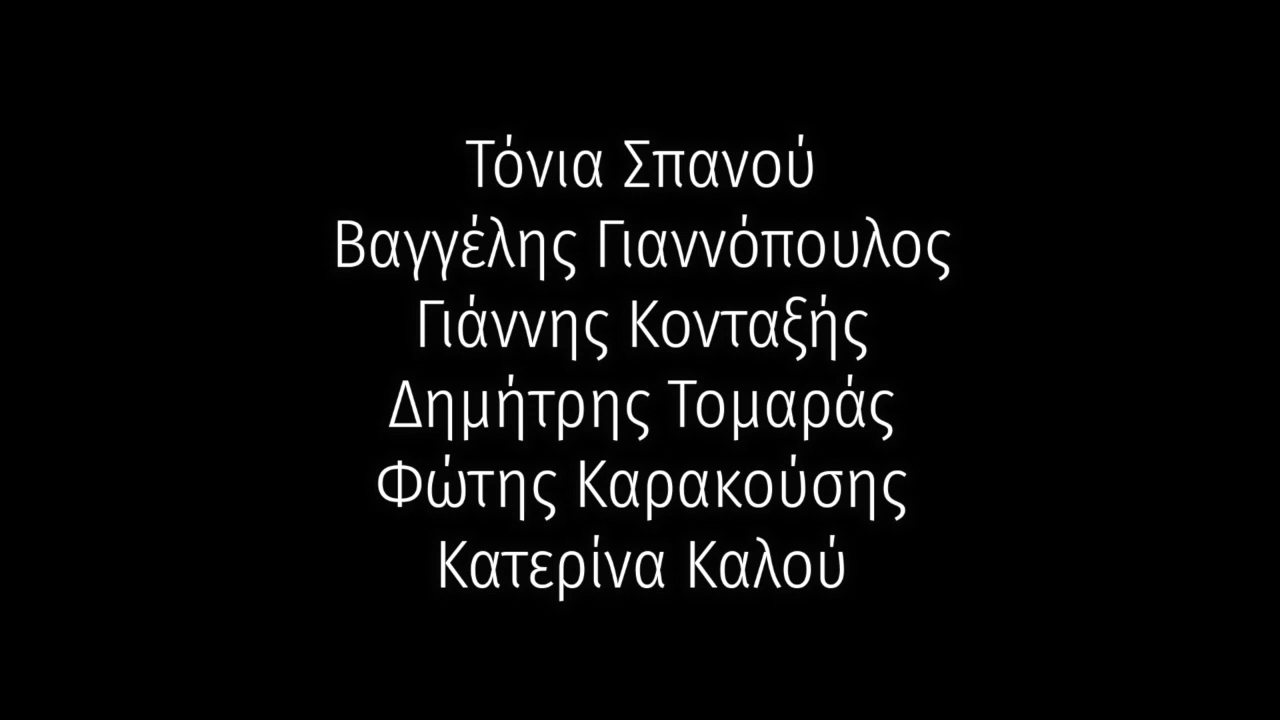 Τόνια Σπανού
Βαγγέλης Γιαννόπουλος
Γιάννης Κονταξής
Δημήτρης Τομαράς
Φώτης Καρακούσης
Κατερίνα Καλού